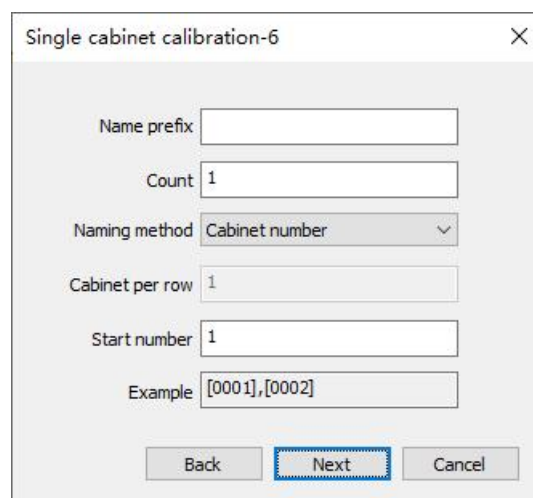 Single cabinet calibration-6
Name prefix
Count 1
Naming method Cabinet number
Cabinet per row 1
Start number 1
Example [0001],[0002]
Back Next Cancel